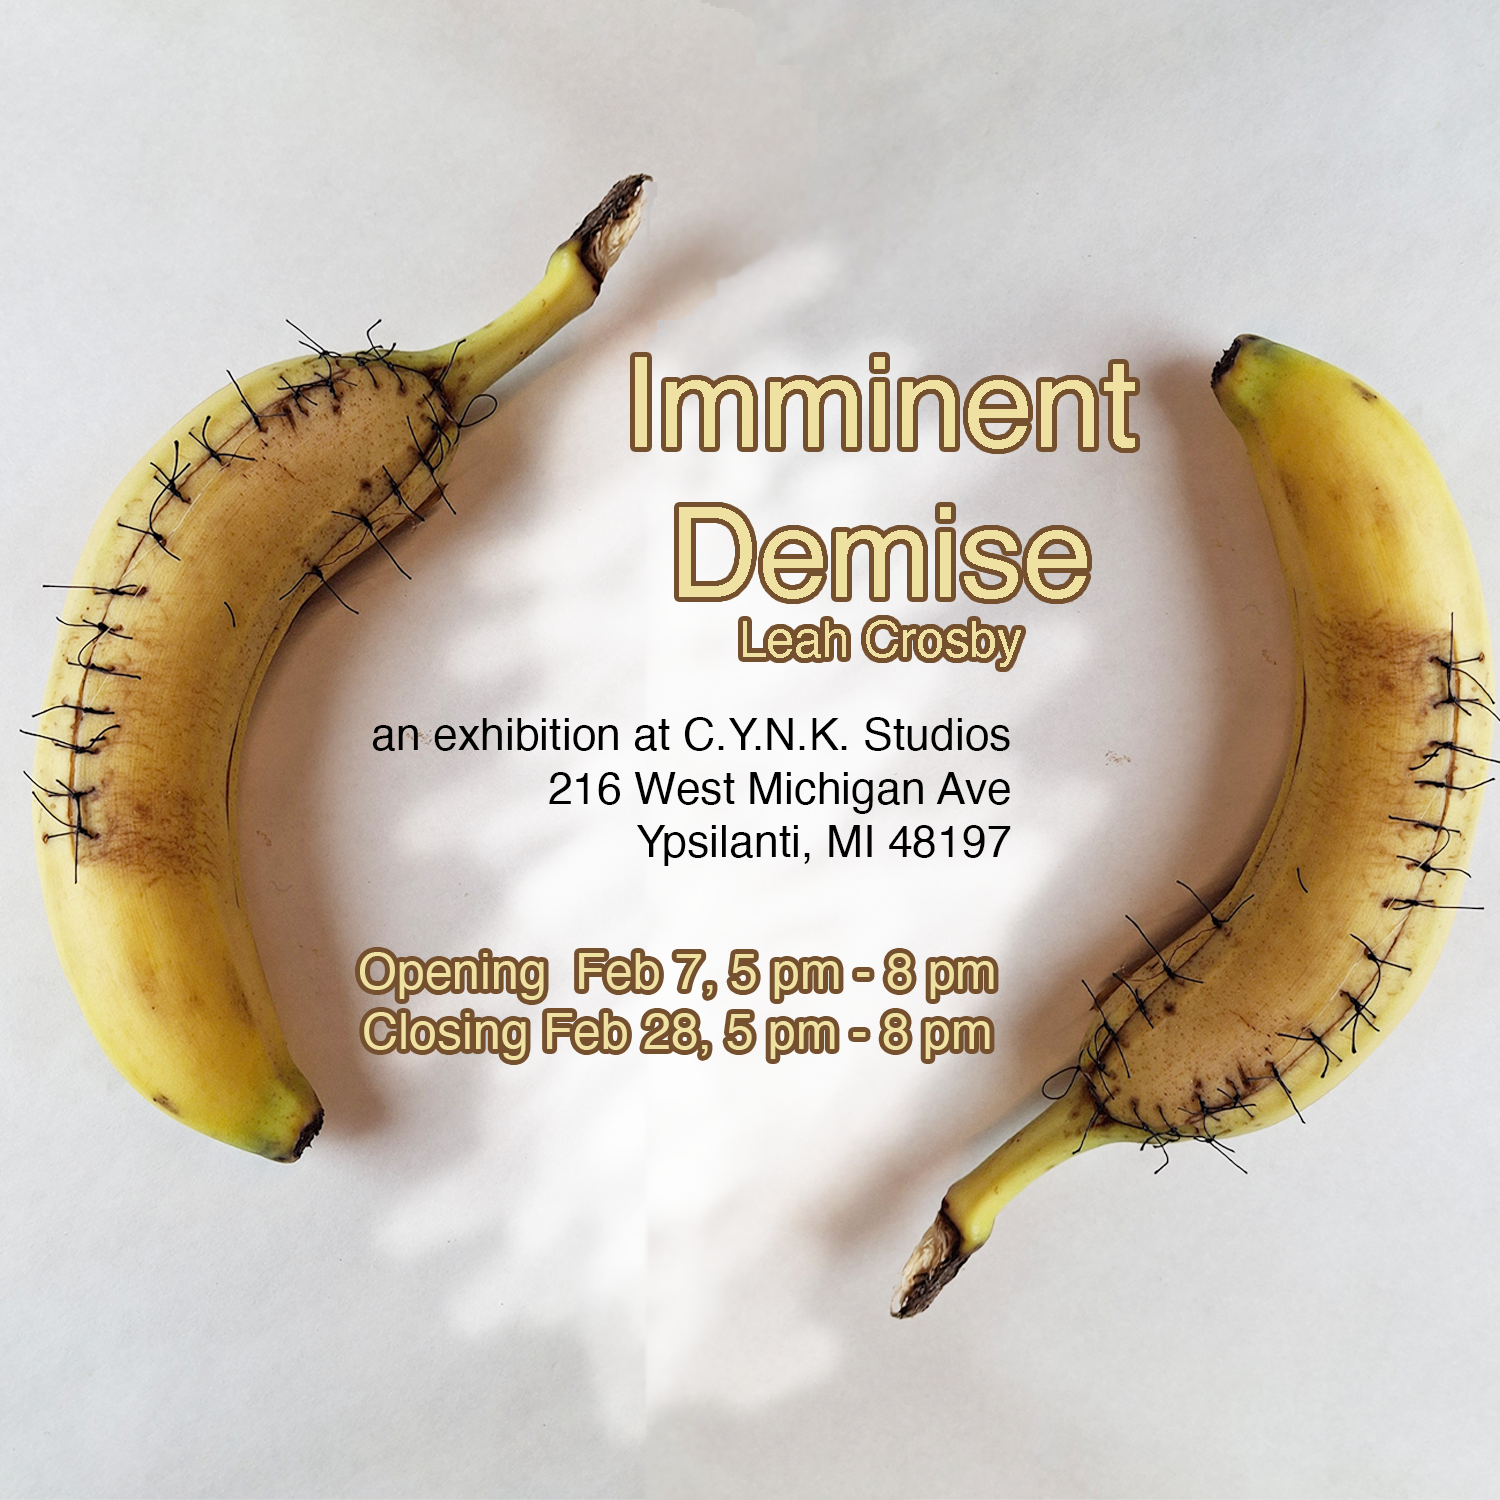 Imminent
Demise
Leah Crosby
an exhibition at C.Y.N.K. Studios
216 West Michigan Ave
Ypsilanti, MI 48197
Opening Feb 7, 5 pm - 8 pm
Closing Feb 28, 5 pm - 8 pm